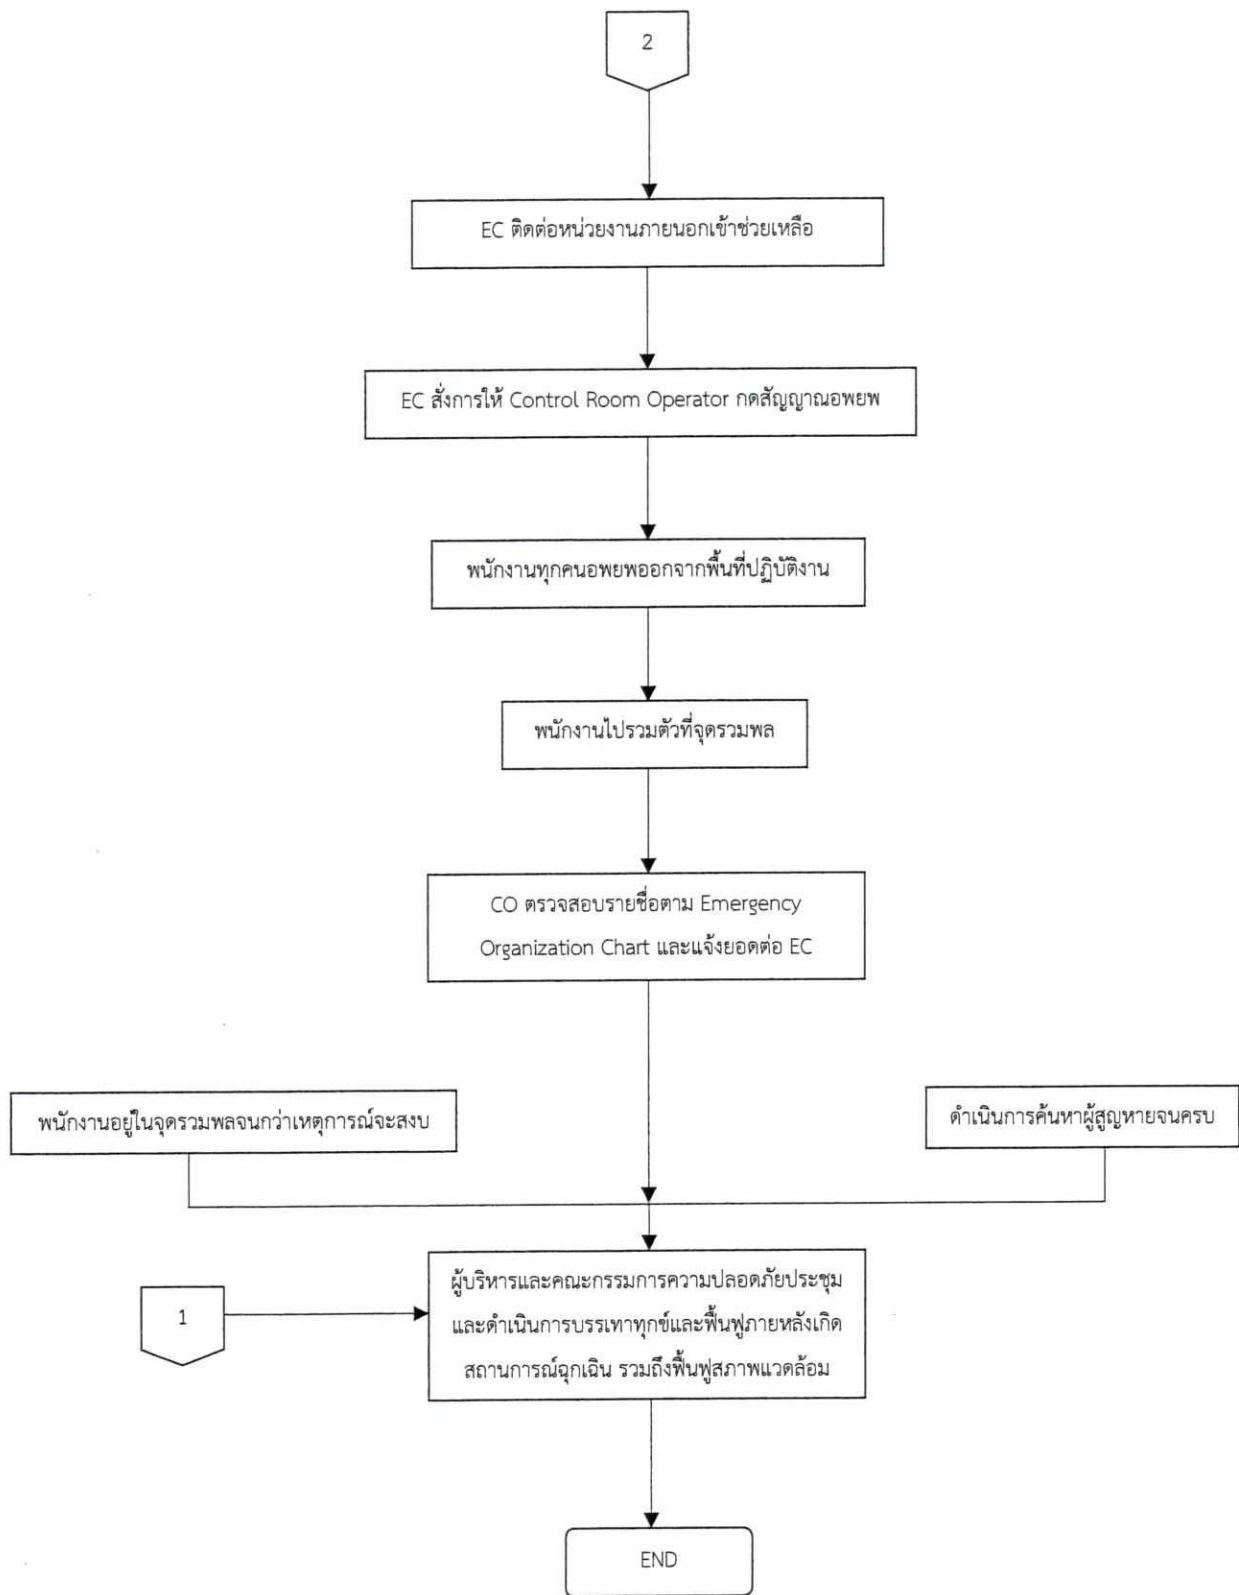 2
EC ติดต่อหน่วยงานภายนอกเข้าช่วยเหลือ
EC สั่งการให้ Control Room Operator กดสัญญาณอพยพ
พนักงานทุกคนอพยพออกจากพื้นที่ปฏิบัติงาน
พนักงานไปรวมตัวที่จุดรวมพล
CO ตรวจสอบรายชื่อตาม Emergency
Organization Chart และแจ้งยอดต่อ EC
พนักงานอยู่ในจุดรวมพลจนกว่าเหตุการณ์จะสงบ
ดำเนินการค้นหาผู้สูญหายจนครบ
ผู้บริหารและคณะกรรมการความปลอดภัยประชุม
และดำเนินการบรรเทาทุกข์และฟื้นฟูภายหลังเกิด
สถานการณ์ฉุกเฉิน รวมถึงฟื้นฟูสภาพแวดล้อม
1
END